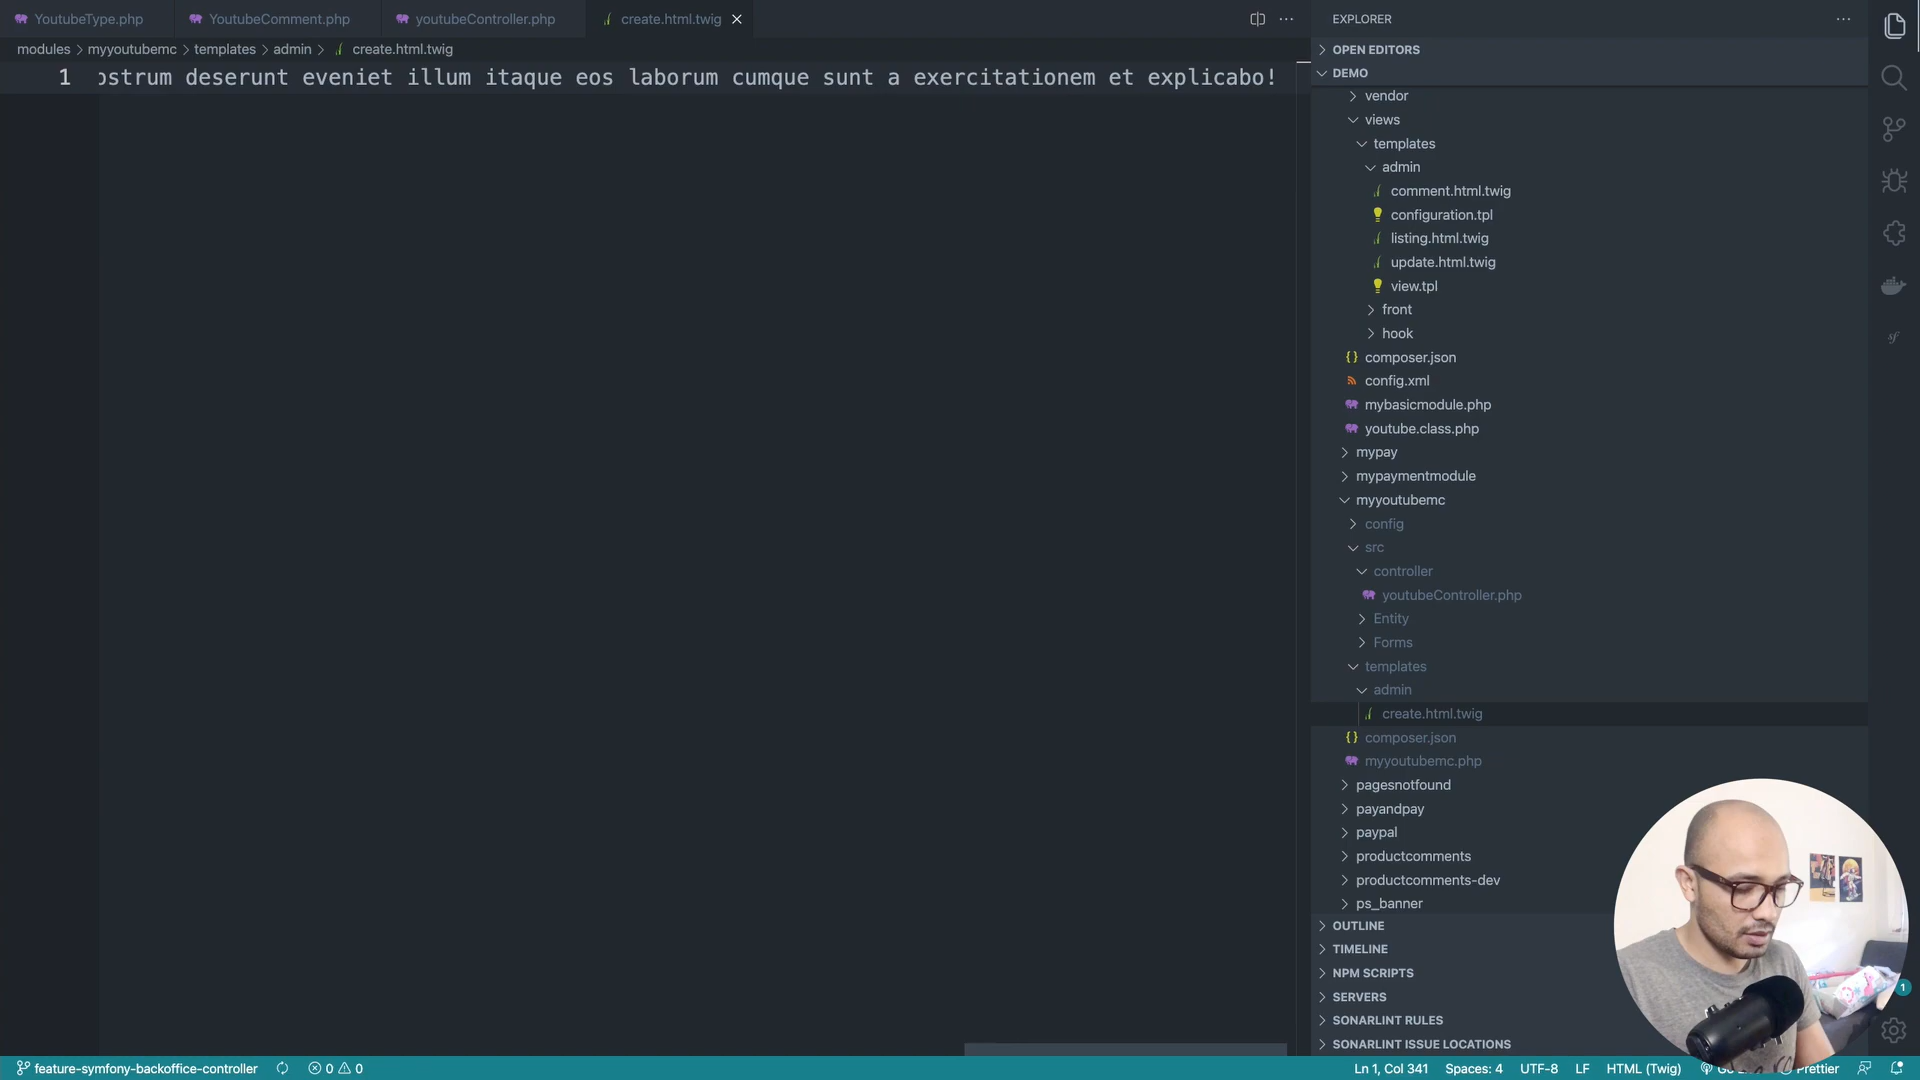 YoutubeType.php
YoutubeComment.php
youtubeController.php
create.html.twig
modules > myyoutubemc > templates > admin > create.html.twig
1 ostrum deserunt eveniet illum itaque eos laborum cumque sunt a exercitationem et explicabo!
EXPLORER
OPEN EDITORS
DEMO
vendor
views
templates
admin
comment.html.twig
configuration.tpl
listing.html.twig
update.html.twig
view.tpl
front
hook
composer.json
config.xml
mybasicmodule.php
youtube.class.php
mypay
mypaymentmodule
myyoutubemc
config
src
controller
youtubeController.php
Entity
Forms
templates
admin
create.html.twig
composer.json
myyoutubemc.php
pagesnotfound
payandpay
paypal
productcomments
productcomments-dev
ps_banner
OUTLINE
TIMELINE
NPM SCRIPTS
SERVERS
SONARLINT RULES
SONARLINT ISSUE LOCATIONS
1
feature-symfony-backoffice-controller 0 0 Ln 1, Col 341 Spaces: 4 UTF-8 LF HTML (Twig) Prettier